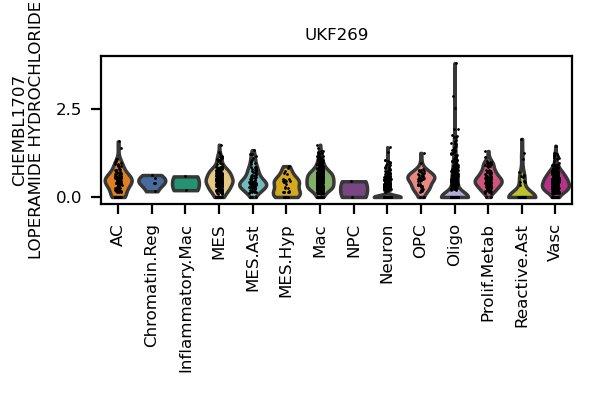 UKF269
CHEMBL1707
LOPERAMIDE HYDROCHLORIDE
2.5
0.0
AC
Chromatin.Reg
Inflammatory.Mac
MES
MES.Ast
MES.Hyp
Mac
NPC
Neuron
OPC
Oligo
Prolif.Metab
Reactive.Ast
Vasc